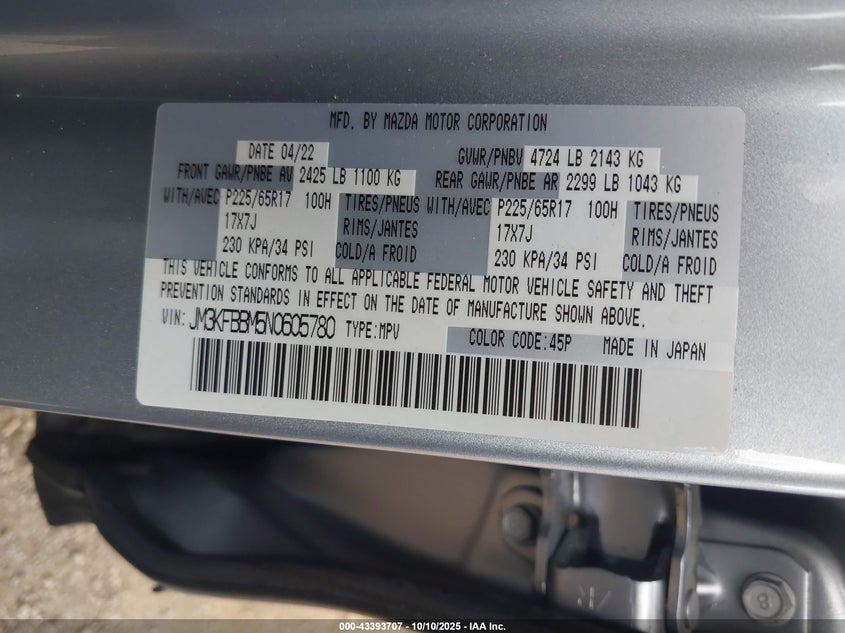 MFD. BY MAZDA MOTOR CORPORATION
DATE 04/22 GVWR/PNBV 4724 LB 2143 KG
FRONT GAWR/PNBE AV 2425 LB 1100 KG REAR GAWR/PNBE AR 2299 LB 1043 KG
WITH/AVEC P225/65R17 100H TIRES/PNEUS WITH/AVEC P225/65R17 100H TIRES/PNEUS
17X7J RIMS/JANTES 17X7J RIMS/JANTES
230 KPA/34 PSI COLD/A FROID 230 KPA/34 PSI COLD/A FROID
THIS VEHICLE CONFORMS TO ALL APPLICABLE FEDERAL MOTOR VEHICLE SAFETY AND THEFT
PREVENTION STANDARDS IN EFFECT ON THE DATE OF MANUFACTURE SHOWN ABOVE.
VIN: JM3KFBBM5N0605780 TYPE:MPV COLOR CODE:45P MADE IN JAPAN
8
000-43393707 - 10/10/2025 - IAA Inc.